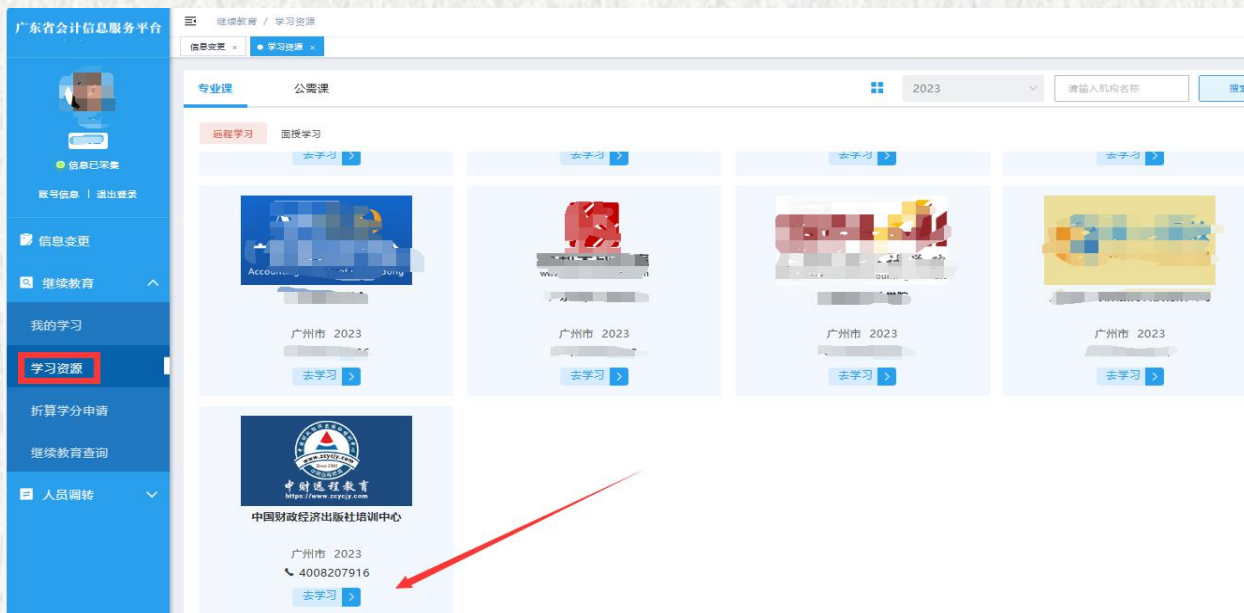 广东省会计信息服务平台
继续教育 / 学习资源
信息变更 ×
学习资源 ×
专业课
公需课
2023
请输入机构名称
远程学习
面授学习
去学习
去学习
去学习
去学习
信息已采集
账号信息 | 退出登录
信息变更
继续教育
我的学习
学习资源
折算学分申请
继续教育查询
人员调转
广州市 2023
去学习
广州市 2023
去学习
广州市 2023
去学习
广州市 2023
去学习
www.zcycjy.com
中财远程教育
https://www.zcycjy.com
中国财政经济出版社培训中心
广州市 2023
4008207916
去学习